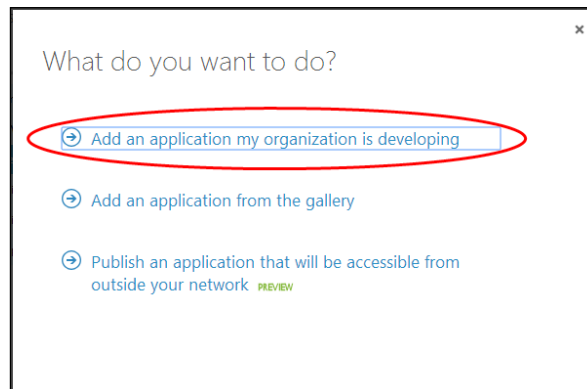 What do you want to do?
Add an application my organization is developing
Add an application from the gallery
Publish an application that will be accessible from
outside your network PREVIEW